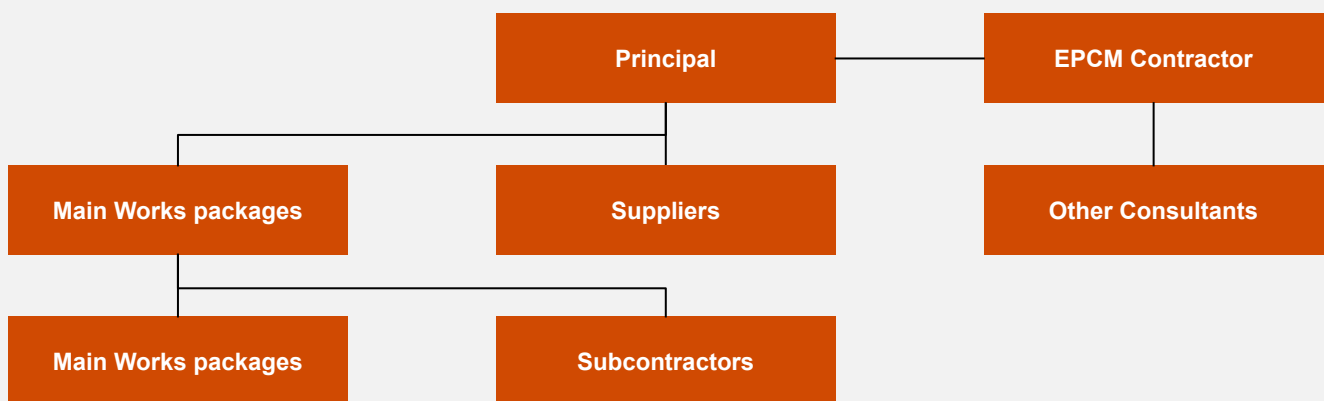 Principal
EPCM Contractor
Main Works packages
Suppliers
Other Consultants
Main Works packages
Subcontractors